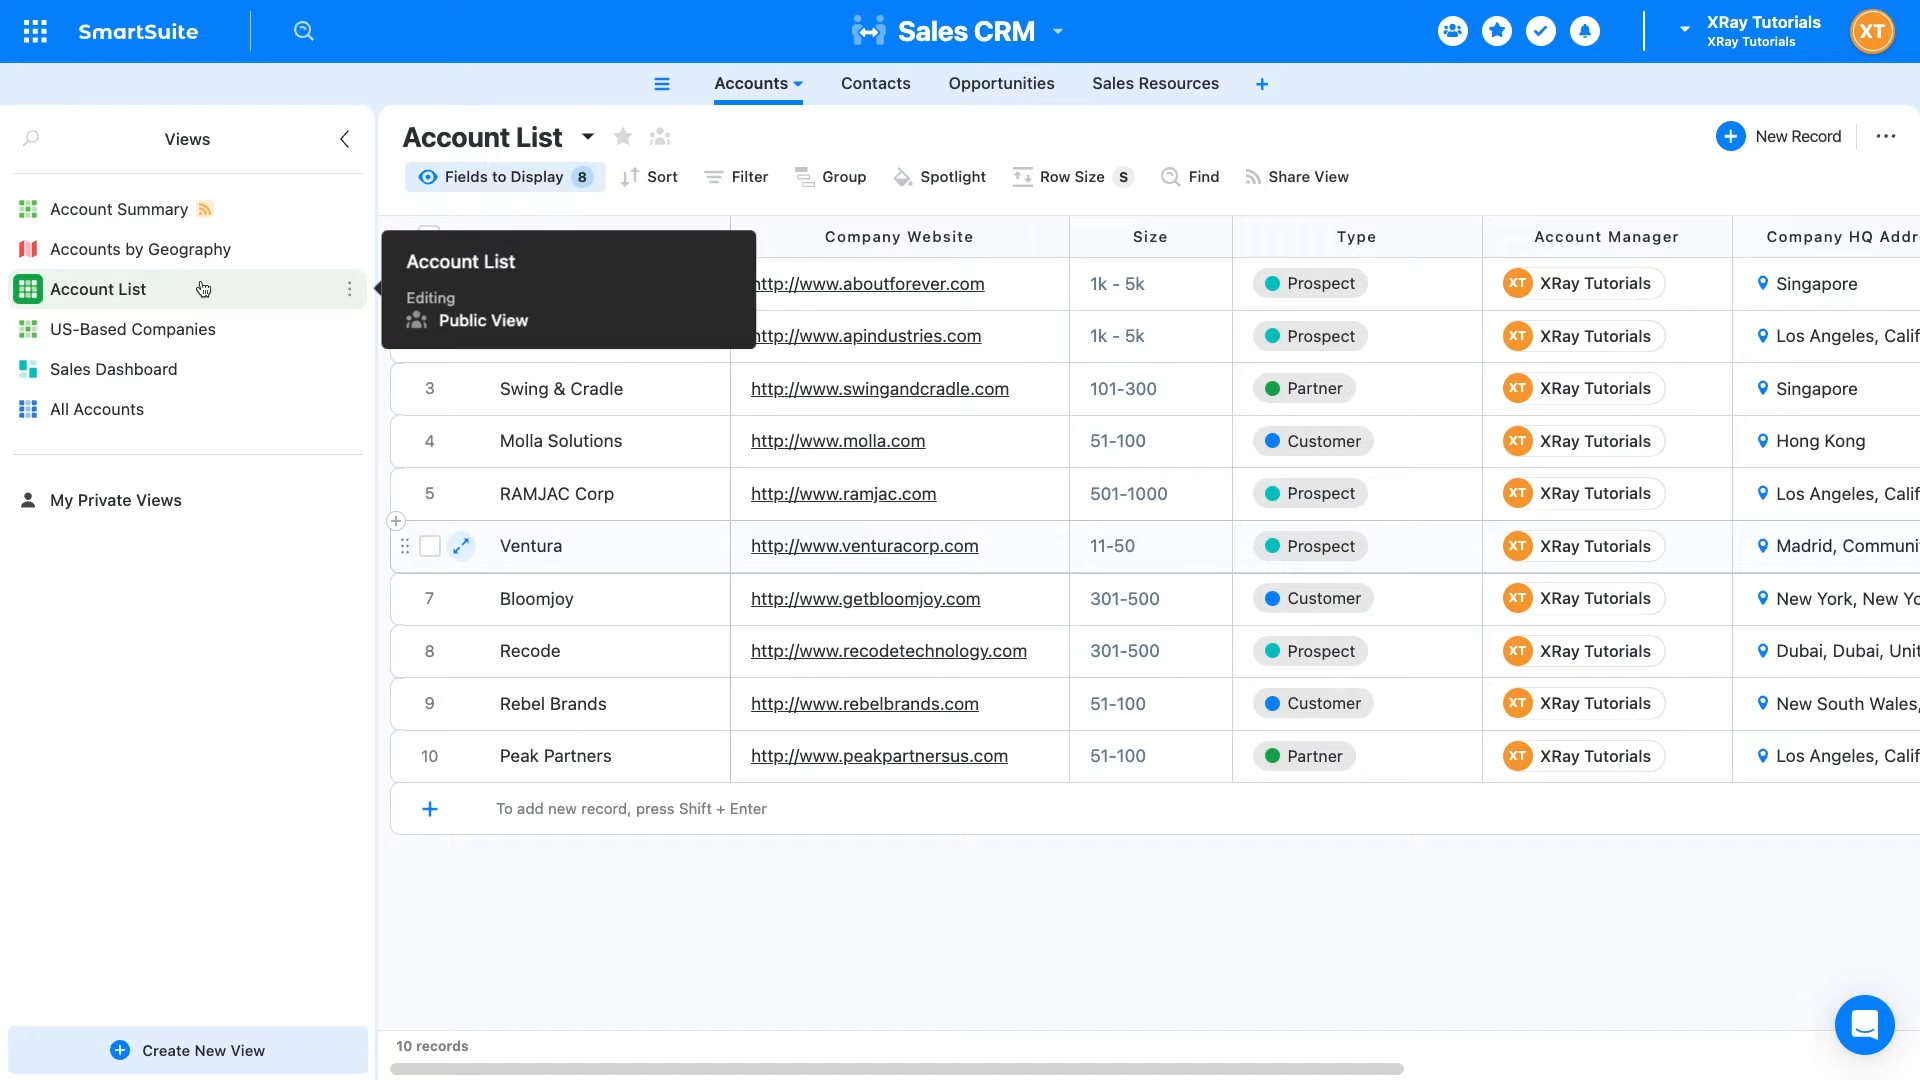 SmartSuite
Sales CRM
XRay Tutorials
XRay Tutorials
XT
Accounts
Contacts
Opportunities
Sales Resources
Views
Account Summary
Accounts by Geography
Account List
US-Based Companies
Sales Dashboard
All Accounts
My Private Views
Create New View
Account List
New Record
Fields to Display 8
Sort
Filter
Group
Spotlight
Row Size S
Find
Share View
Account List
Editing
Public View
Company Website Size Type Account Manager Company HQ Addr
http://www.aboutforever.com 1k - 5k Prospect XT XRay Tutorials Singapore
http://www.apindustries.com 1k - 5k Prospect XT XRay Tutorials Los Angeles, Calif
3 Swing & Cradle http://www.swingandcradle.com 101-300 Partner XT XRay Tutorials Singapore
4 Molla Solutions http://www.molla.com 51-100 Customer XT XRay Tutorials Hong Kong
5 RAMJAC Corp http://www.ramjac.com 501-1000 Prospect XT XRay Tutorials Los Angeles, Calif
Ventura http://www.venturacorp.com 11-50 Prospect XT XRay Tutorials Madrid, Communi
7 Bloomjoy http://www.getbloomjoy.com 301-500 Customer XT XRay Tutorials New York, New Yo
8 Recode http://www.recodetechnology.com 301-500 Prospect XT XRay Tutorials Dubai, Dubai, Unit
9 Rebel Brands http://www.rebelbrands.com 51-100 Customer XT XRay Tutorials New South Wales,
10 Peak Partners http://www.peakpartnersus.com 51-100 Partner XT XRay Tutorials Los Angeles, Calif
To add new record, press Shift + Enter
10 records